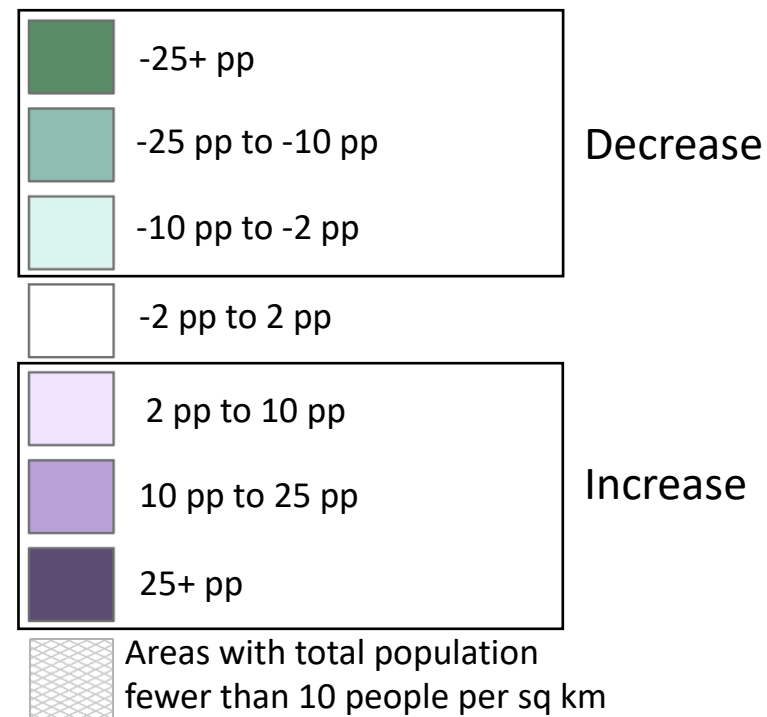 -25+ pp
-25 pp to -10 pp
Decrease
-10 pp to -2 pp
-2 pp to 2 pp
2 pp to 10 pp
10 pp to 25 pp
Increase
25+ pp
Areas with total population
fewer than 10 people per sq km